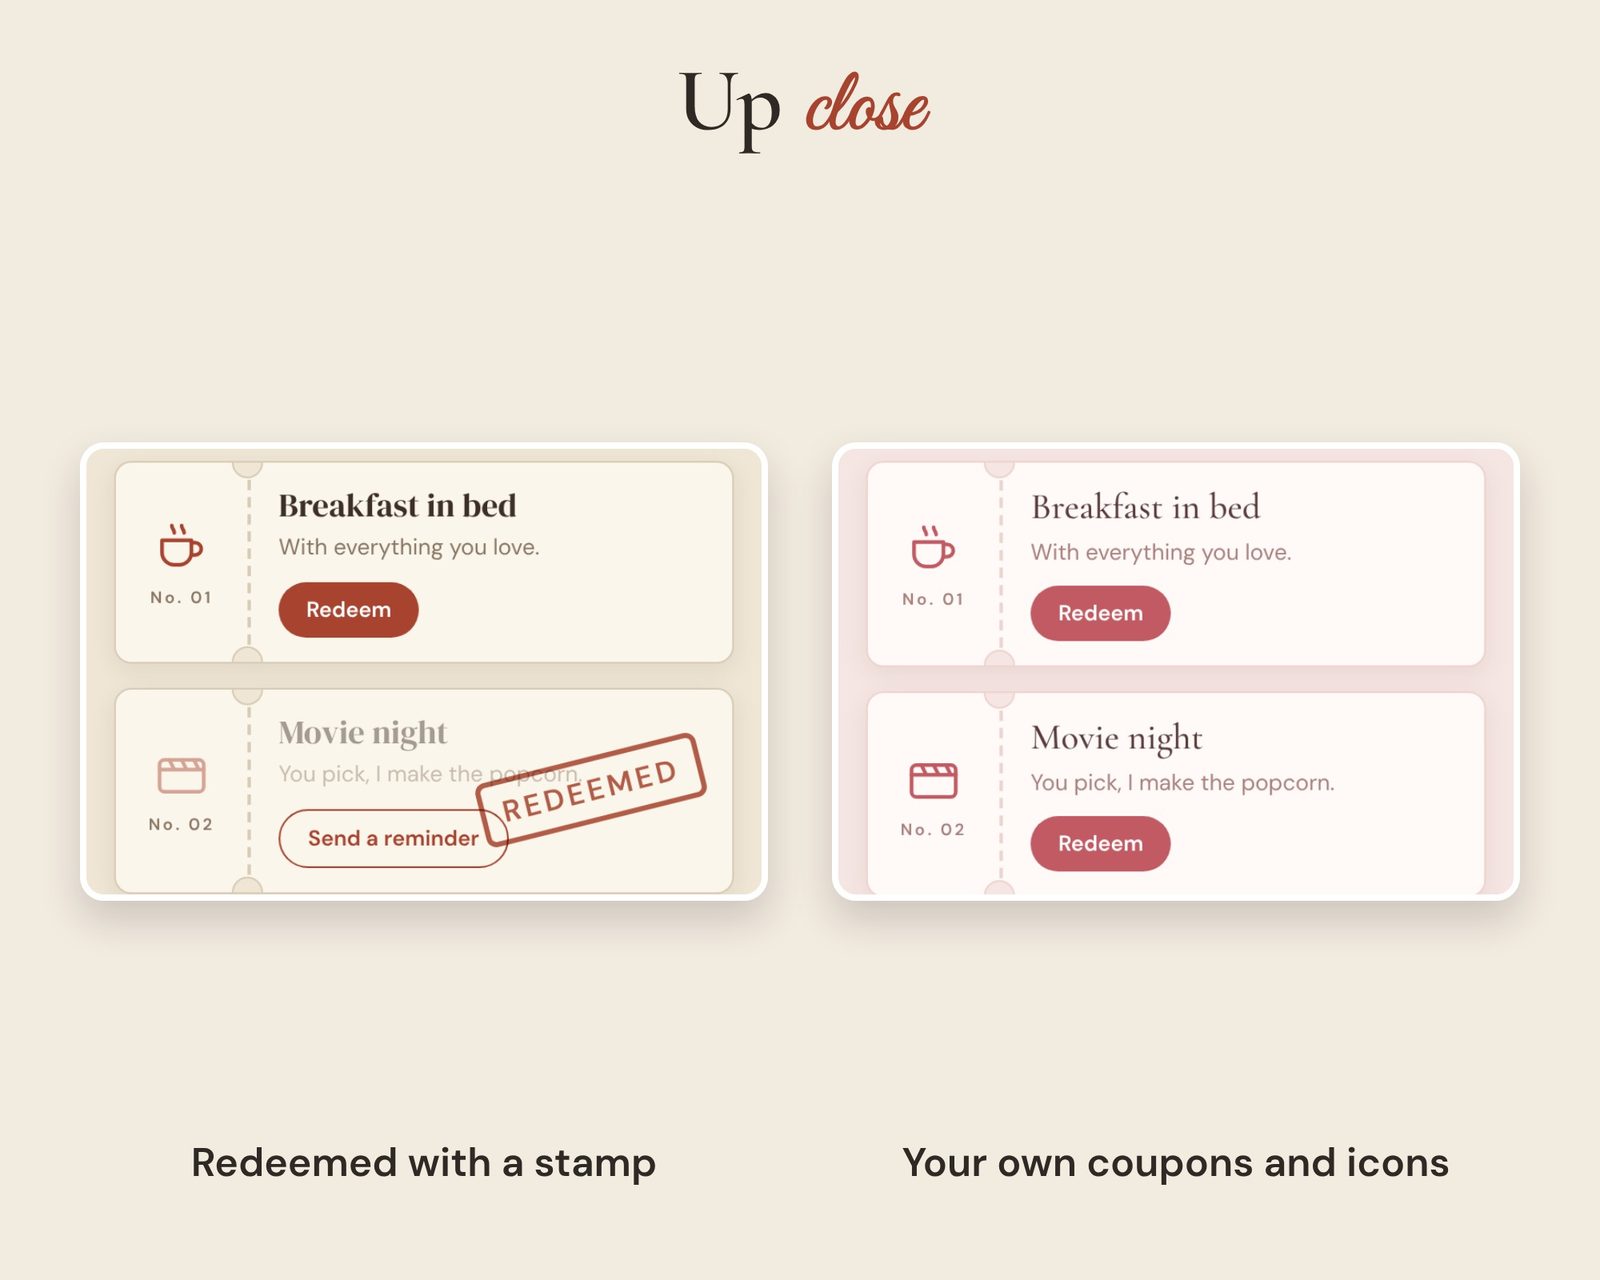 Up close
Breakfast in bed
With everything you love.
No. 01
Redeem
Movie night
You pick, I make the popcorn.
REDEEMED
No. 02
Send a reminder
Breakfast in bed
With everything you love.
No. 01
Redeem
Movie night
You pick, I make the popcorn.
No. 02
Redeem
Redeemed with a stamp
Your own coupons and icons